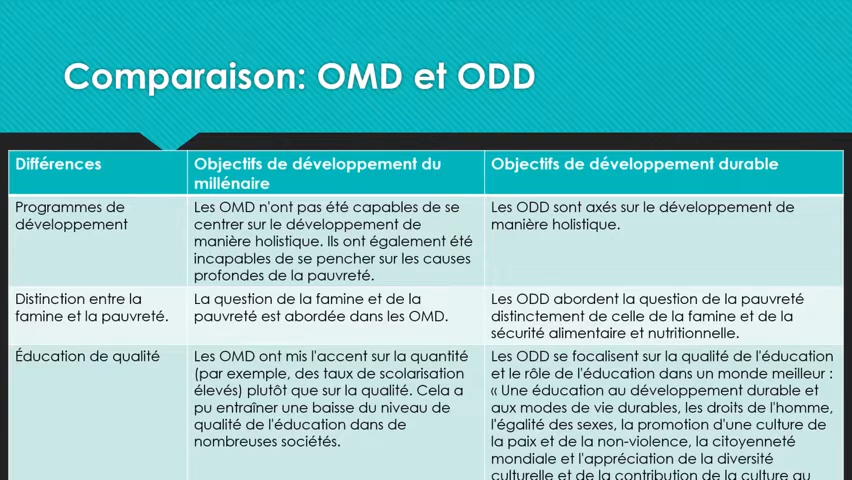 Comparaison: OMD et ODD
Différences
Objectifs de développement du
millénaire
Objectifs de développement durable
Programmes de
développement
Les OMD n'ont pas été capables de se
centrer sur le développement de
manière holistique. Ils ont également été
incapables de se pencher sur les causes
profondes de la pauvreté.
Les ODD sont axés sur le développement de
manière holistique.
Distinction entre la
famine et la pauvreté.
La question de la famine et de la
pauvreté est abordée dans les OMD.
Les ODD abordent la question de la pauvreté
distinctement de celle de la famine et de la
sécurité alimentaire et nutritionnelle.
Éducation de qualité
Les OMD ont mis l'accent sur la quantité
(par exemple, des taux de scolarisation
élevés) plutôt que sur la qualité. Cela a
pu entraîner une baisse du niveau de
qualité de l'éducation dans de
nombreuses sociétés.
Les ODD se focalisent sur la qualité de l'éducation
et le rôle de l'éducation dans un monde meilleur :
« Une éducation au développement durable et
aux modes de vie durables, les droits de l'homme,
l'égalité des sexes, la promotion d'une culture de
la paix et de la non-violence, la citoyenneté
mondiale et l'appréciation de la diversité
culturelle et de la contribution de la culture au